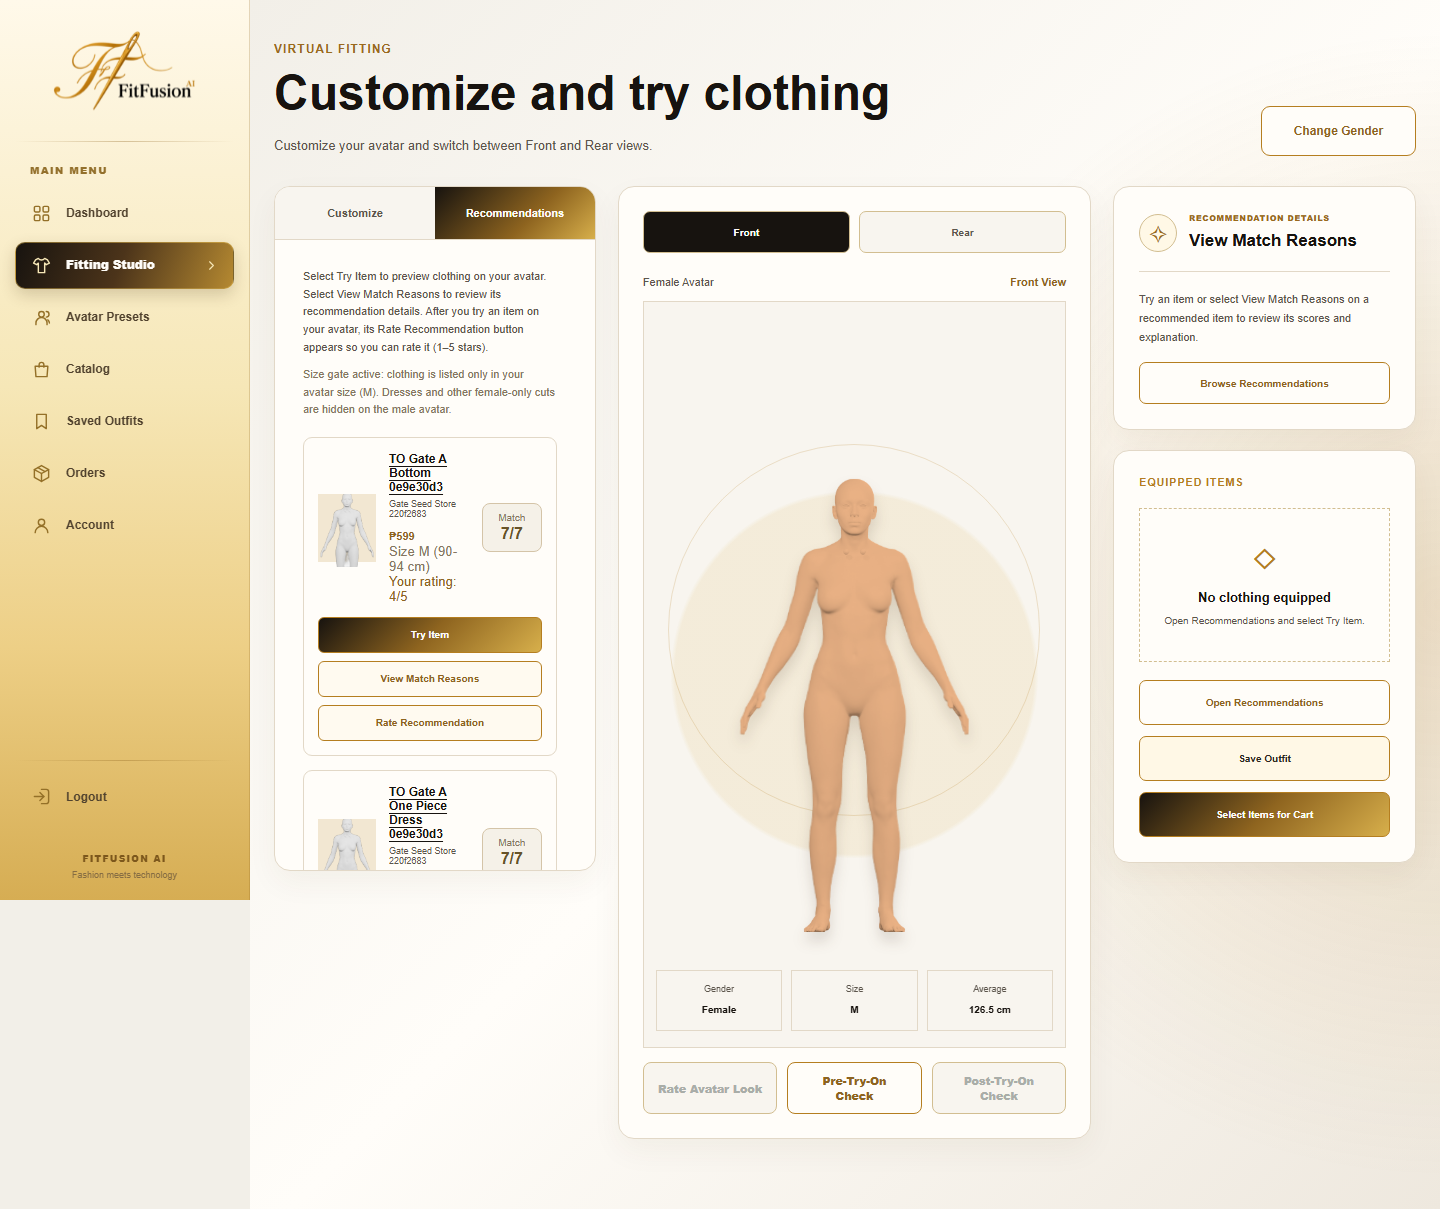 FitFusion AI
MAIN MENU
Dashboard
Fitting Studio
Avatar Presets
Catalog
Saved Outfits
Orders
Account
Logout
FITFUSION AI
Fashion meets technology
VIRTUAL FITTING
Customize and try clothing
Customize your avatar and switch between Front and Rear views.
Change Gender
Customize
Recommendations
Select Try Item to preview clothing on your avatar.
Select View Match Reasons to review its
recommendation details. After you try an item on
your avatar, its Rate Recommendation button
appears so you can rate it (1–5 stars).
Size gate active: clothing is listed only in your
avatar size (M). Dresses and other female-only cuts
are hidden on the male avatar.
TO Gate A
Bottom
0e9e30d3
Gate Seed Store
220f2683
₱599
Size M (90-
94 cm)
Your rating:
4/5
Match
7/7
Try Item
View Match Reasons
Rate Recommendation
TO Gate A
One Piece
Dress
0e9e30d3
Gate Seed Store
220f2683
Match
7/7
Front
Rear
Female Avatar
Front View
Gender
Female
Size
M
Average
126.5 cm
Rate Avatar Look
Pre-Try-On
Check
Post-Try-On
Check
RECOMMENDATION DETAILS
View Match Reasons
Try an item or select View Match Reasons on a
recommended item to review its scores and
explanation.
Browse Recommendations
EQUIPPED ITEMS
No clothing equipped
Open Recommendations and select Try Item.
Open Recommendations
Save Outfit
Select Items for Cart